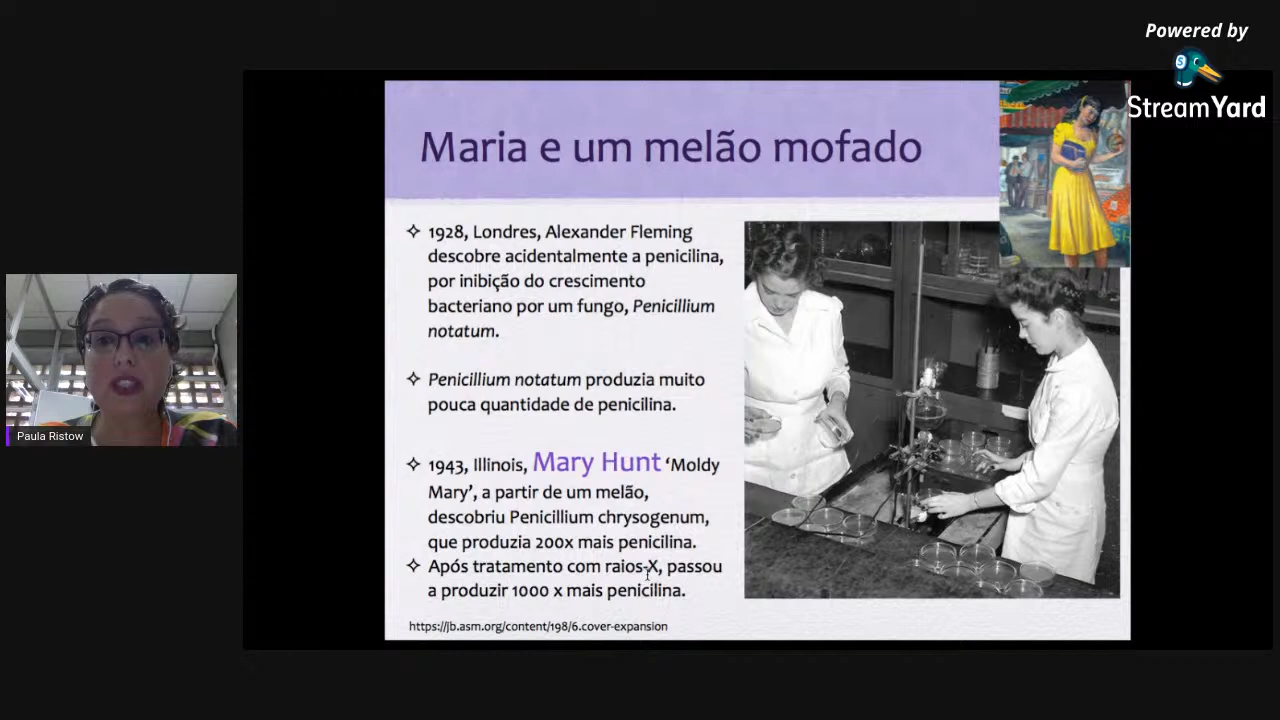 Powered by
StreamYard
Maria e um melão mofado
✧ 1928, Londres, Alexander Fleming
descobre acidentalmente a penicilina,
por inibição do crescimento
bacteriano por um fungo, Penicillium
notatum.
✧ Penicillium notatum produzia muito
pouca quantidade de penicilina.
✧ 1943, Illinois, Mary Hunt ‘Moldy
Mary’, a partir de um melão,
descobriu Penicillium chrysogenum,
que produzia 200x mais penicilina.
✧ Após tratamento com raios-X, passou
a produzir 1000 x mais penicilina.
https://jb.asm.org/content/198/6.cover-expansion
Paula Ristow